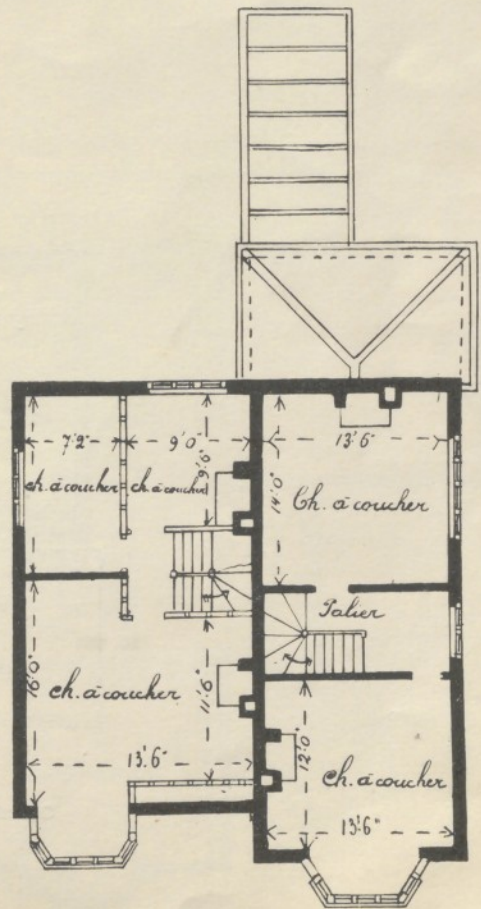 7'2"
9'0"
9'6"
13'6"
ch. à coucher
ch. à coucher
14'0"
Ch. à coucher
Palier
16'0"
ch. à coucher
11'6"
13'6"
12'0"
Ch. à coucher
13'6"